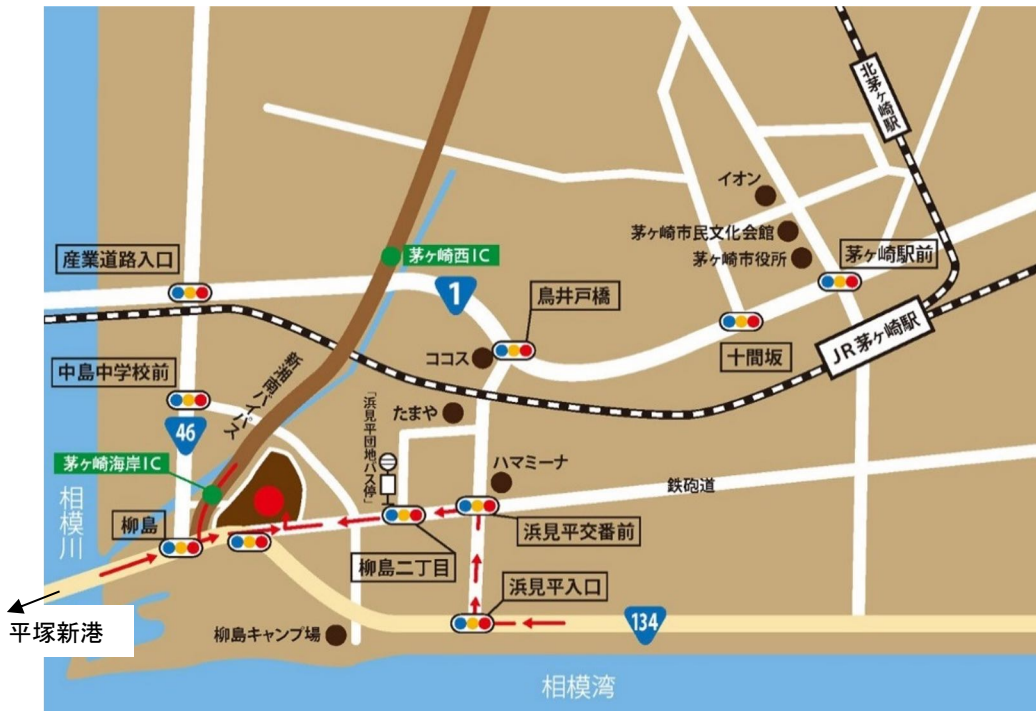 北茅ヶ崎駅
イオン
茅ヶ崎市民文化会館
茅ヶ崎市役所
茅ヶ崎駅前
産業道路入口
茅ヶ崎西IC
1
鳥井戸橋
JR茅ヶ崎駅
十間坂
ココス
中島中学校前
新湘南バイパス
46
「浜見平団地バス停」
たまや
ハマミーナ
茅ヶ崎海岸IC
鉄砲道
相模川
柳島
浜見平交番前
柳島二丁目
浜見平入口
134
平塚新港
柳島キャンプ場
相模湾